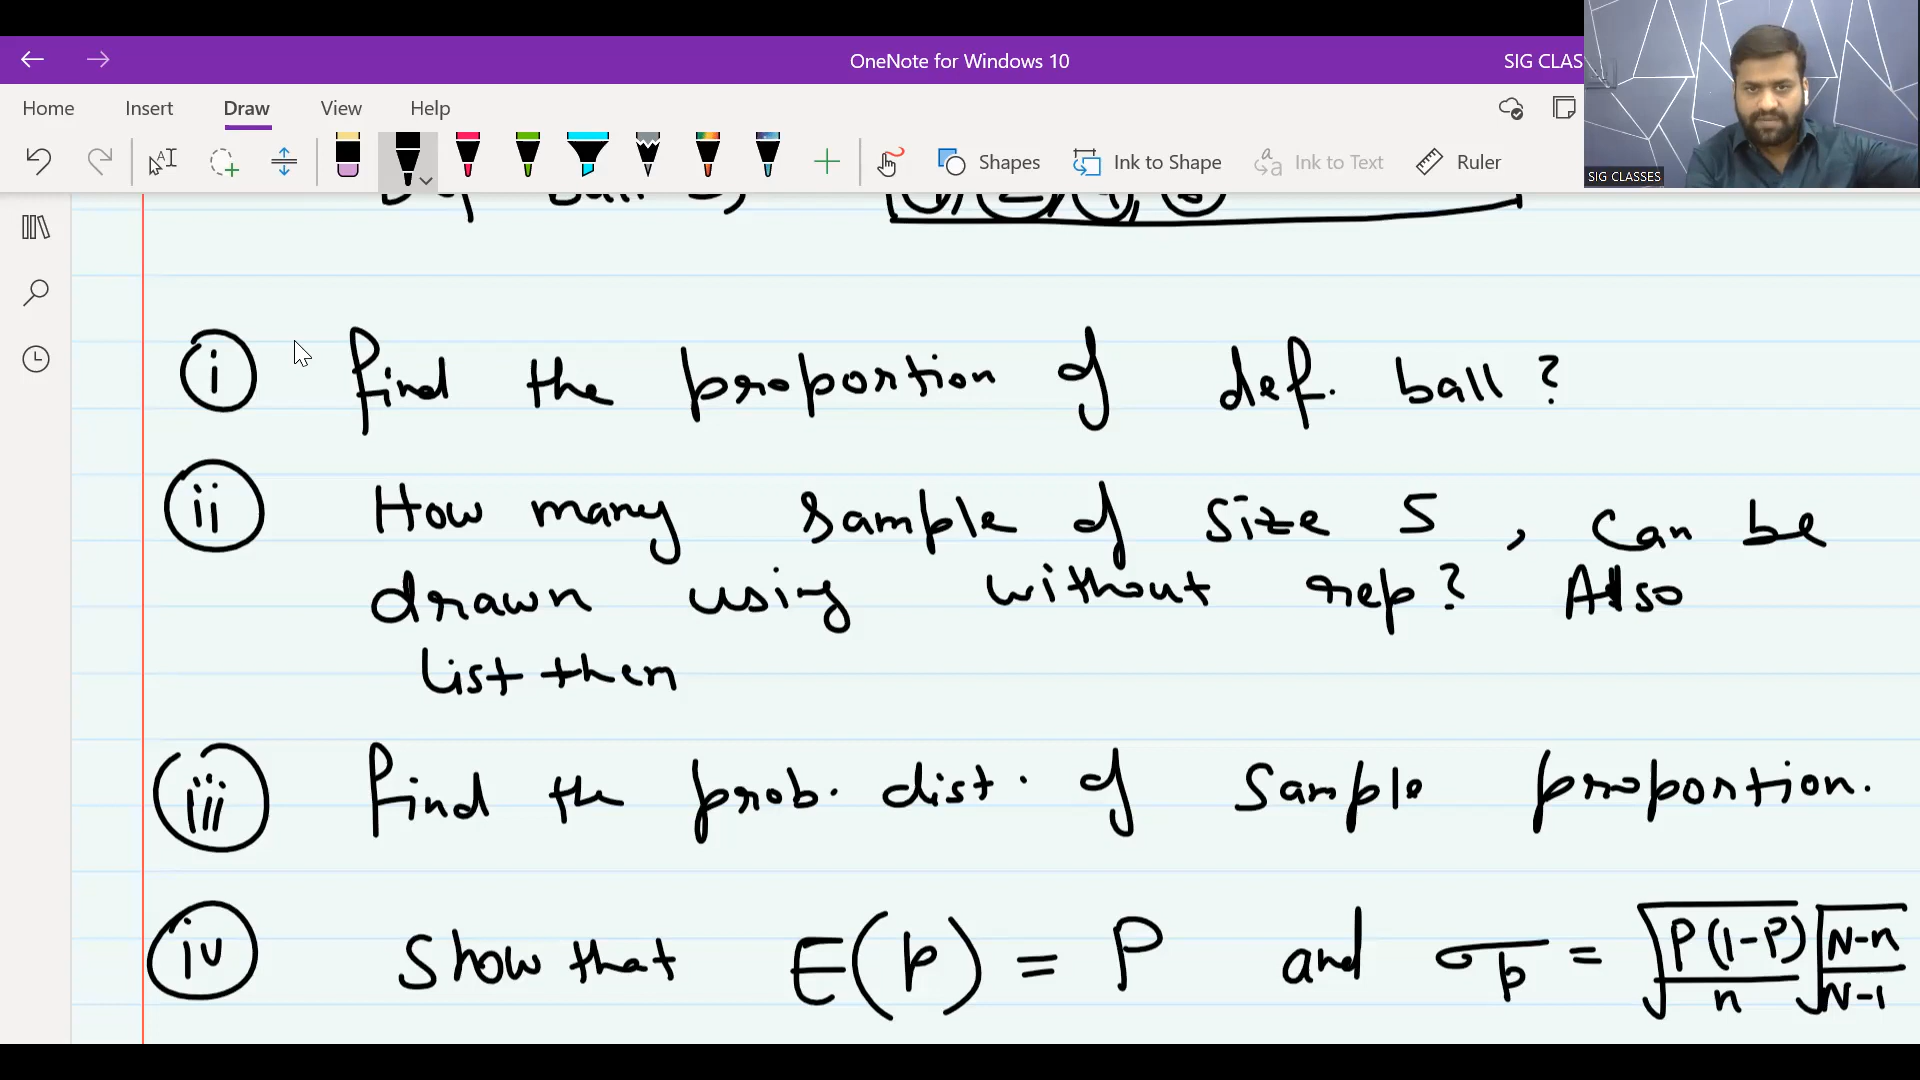 OneNote for Windows 10
SIG CLAS
Home Insert Draw View Help
Shapes Ink to Shape Ink to Text Ruler
SIG CLASSES
ball
i find the proportion of def. ball ?
ii How many sample of size 5 , can be
drawn using without rep? Also
list them
iii find the prob. dist. of sample proportion.
iv Show that E(p) = P and σp = √P(1-P)/n √N-n/N-1